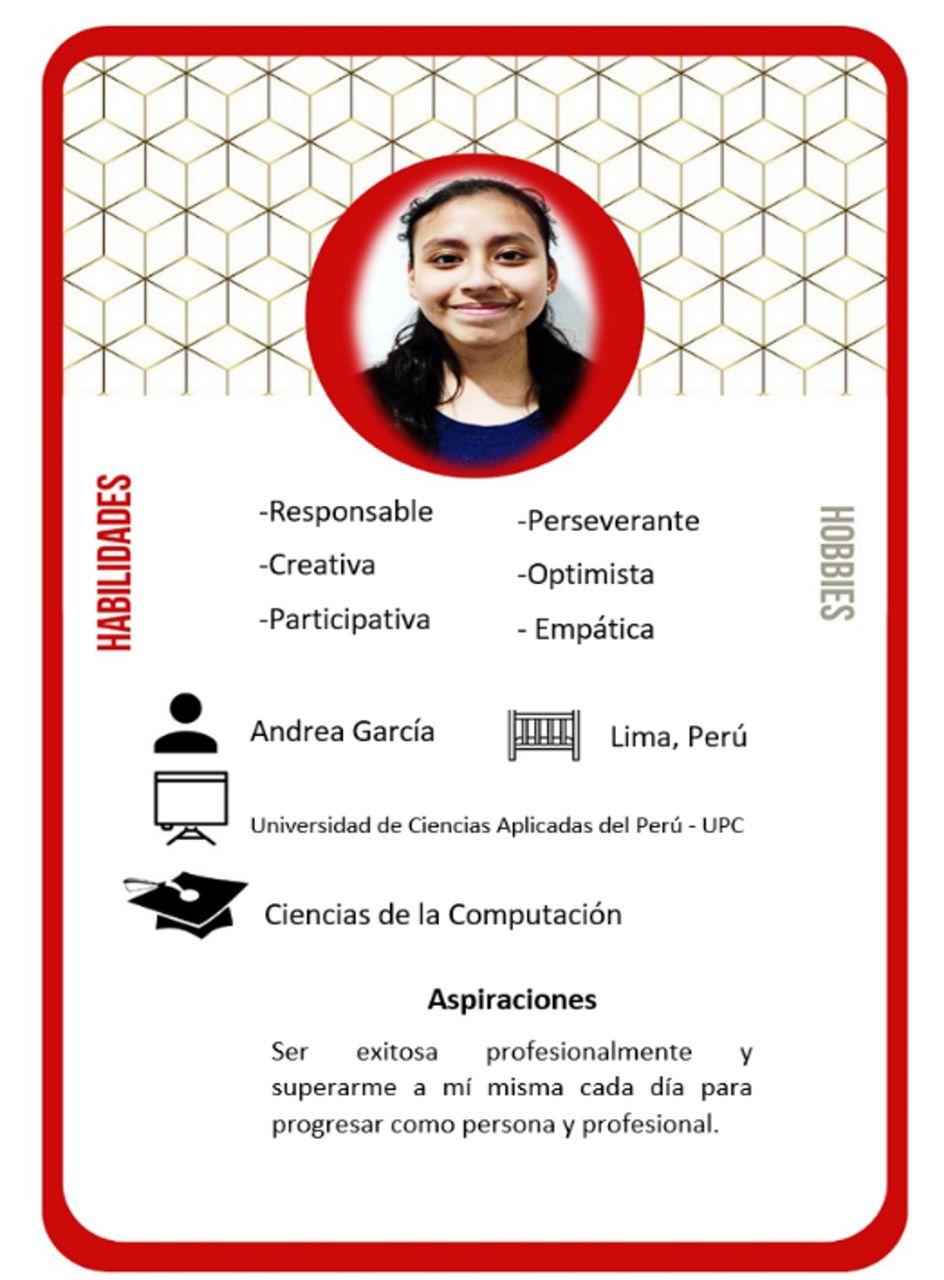 HABILIDADES
-Responsable
-Creativa
-Participativa
-Perseverante
-Optimista
- Empática
HOBBIES
Andrea García
Lima, Perú
Universidad de Ciencias Aplicadas del Perú - UPC
Ciencias de la Computación
Aspiraciones
Ser exitosa profesionalmente y
superarme a mí misma cada día para
progresar como persona y profesional.